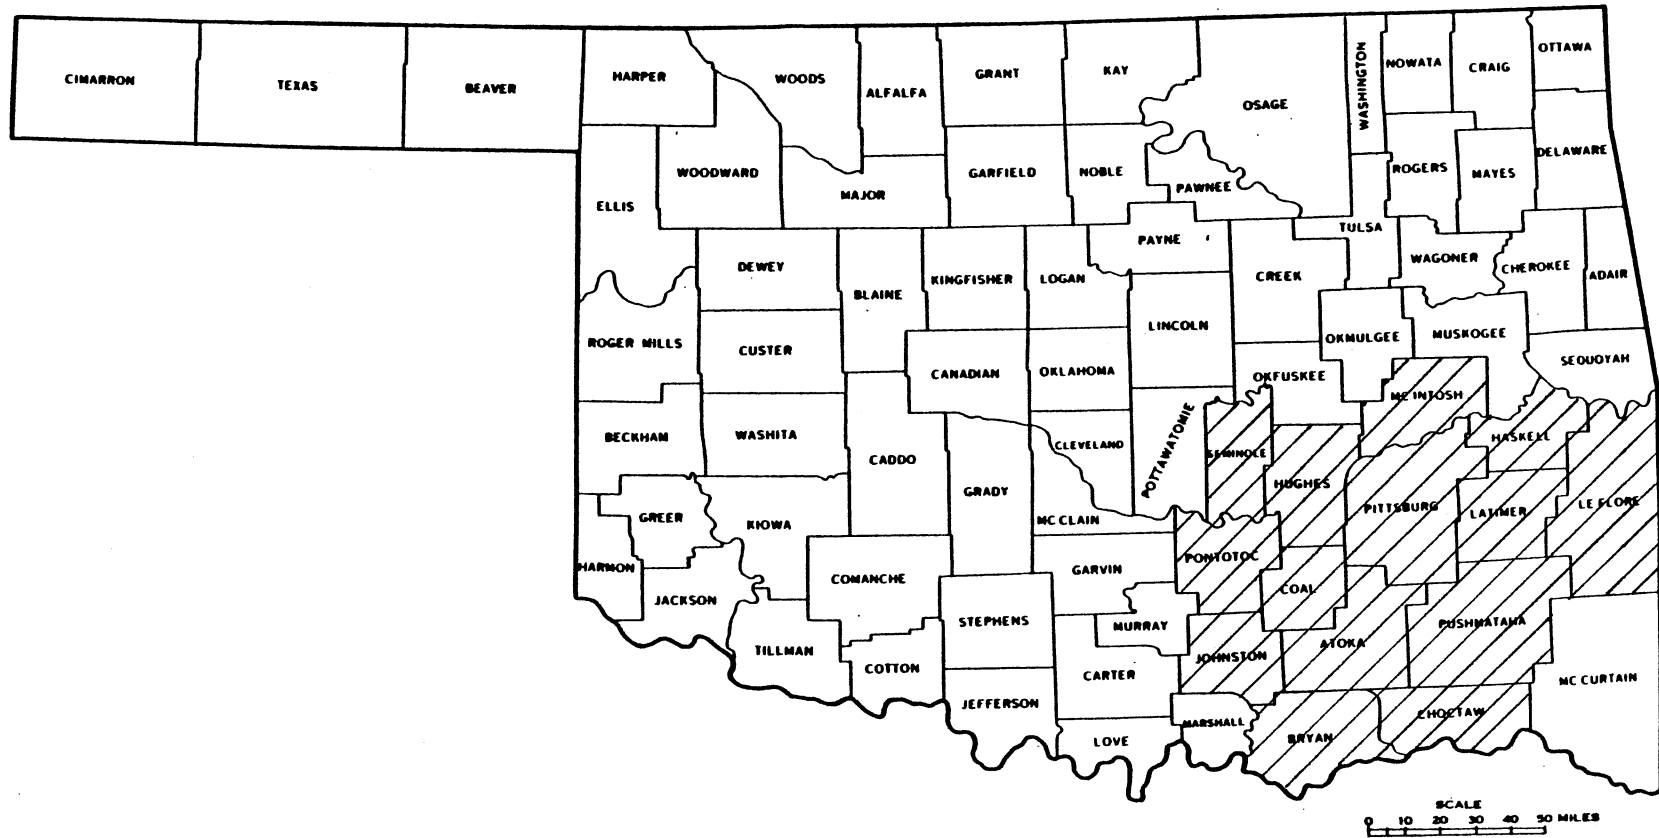 CIMARRON
TEXAS
BEAVER
HARPER
WOODS
ALFALFA
GRANT
KAY
OSAGE
WASHINGTON
NOWATA
CRAIG
OTTAWA
ELLIS
WOODWARD
MAJOR
GARFIELD
NOBLE
PAWNEE
ROGERS
MAYES
DELAWARE
DEWEY
BLAINE
KINGFISHER
LOGAN
PAYNE
CREEK
TULSA
WAGONER
CHEROKEE
ADAIR
ROGER MILLS
CUSTER
CANADIAN
OKLAHOMA
LINCOLN
OKMULGEE
MUSKOGEE
SEQUOYAH
OKFUSKEE
MC INTOSH
BECKHAM
WASHITA
CADDO
GRADY
CLEVELAND
POTTAWATOMIE
SEMINOLE
HUGHES
PITTSBURG
HASKELL
LATIMER
LE FLORE
GREER
KIOWA
MC CLAIN
HARMON
JACKSON
COMANCHE
GARVIN
PONTOTOC
COAL
TILLMAN
COTTON
STEPHENS
MURRAY
JOHNSTON
ATOKA
PUSHMATAHA
MC CURTAIN
JEFFERSON
CARTER
LOVE
MARSHALL
BRYAN
CHOCTAW
SCALE
0 10 20 30 40 50 MILES